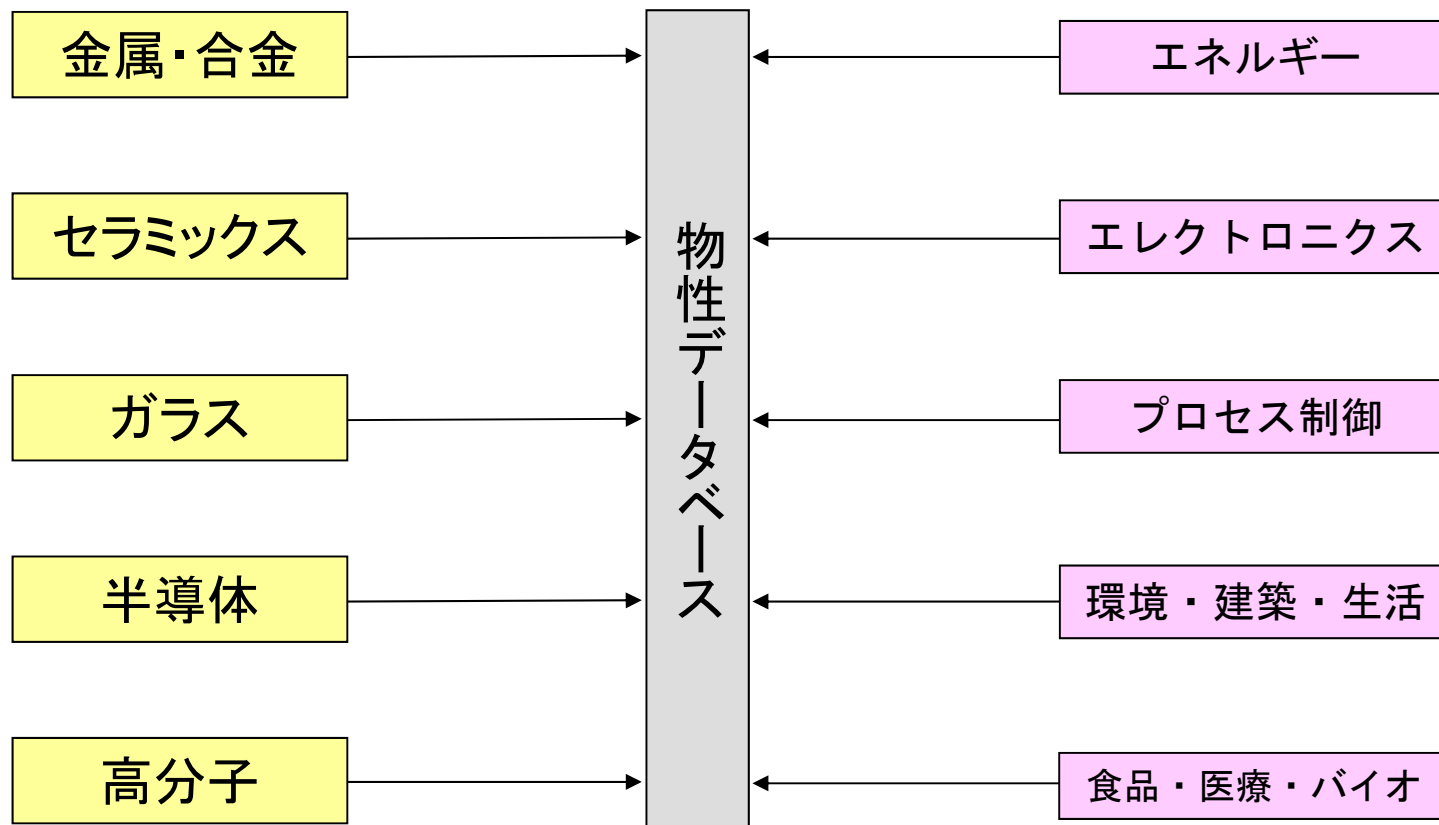 金属・合金
セラミックス
ガラス
半導体
高分子
物性データベース
エネルギー
エレクトロニクス
プロセス制御
環境・建築・生活
食品・医療・バイオ